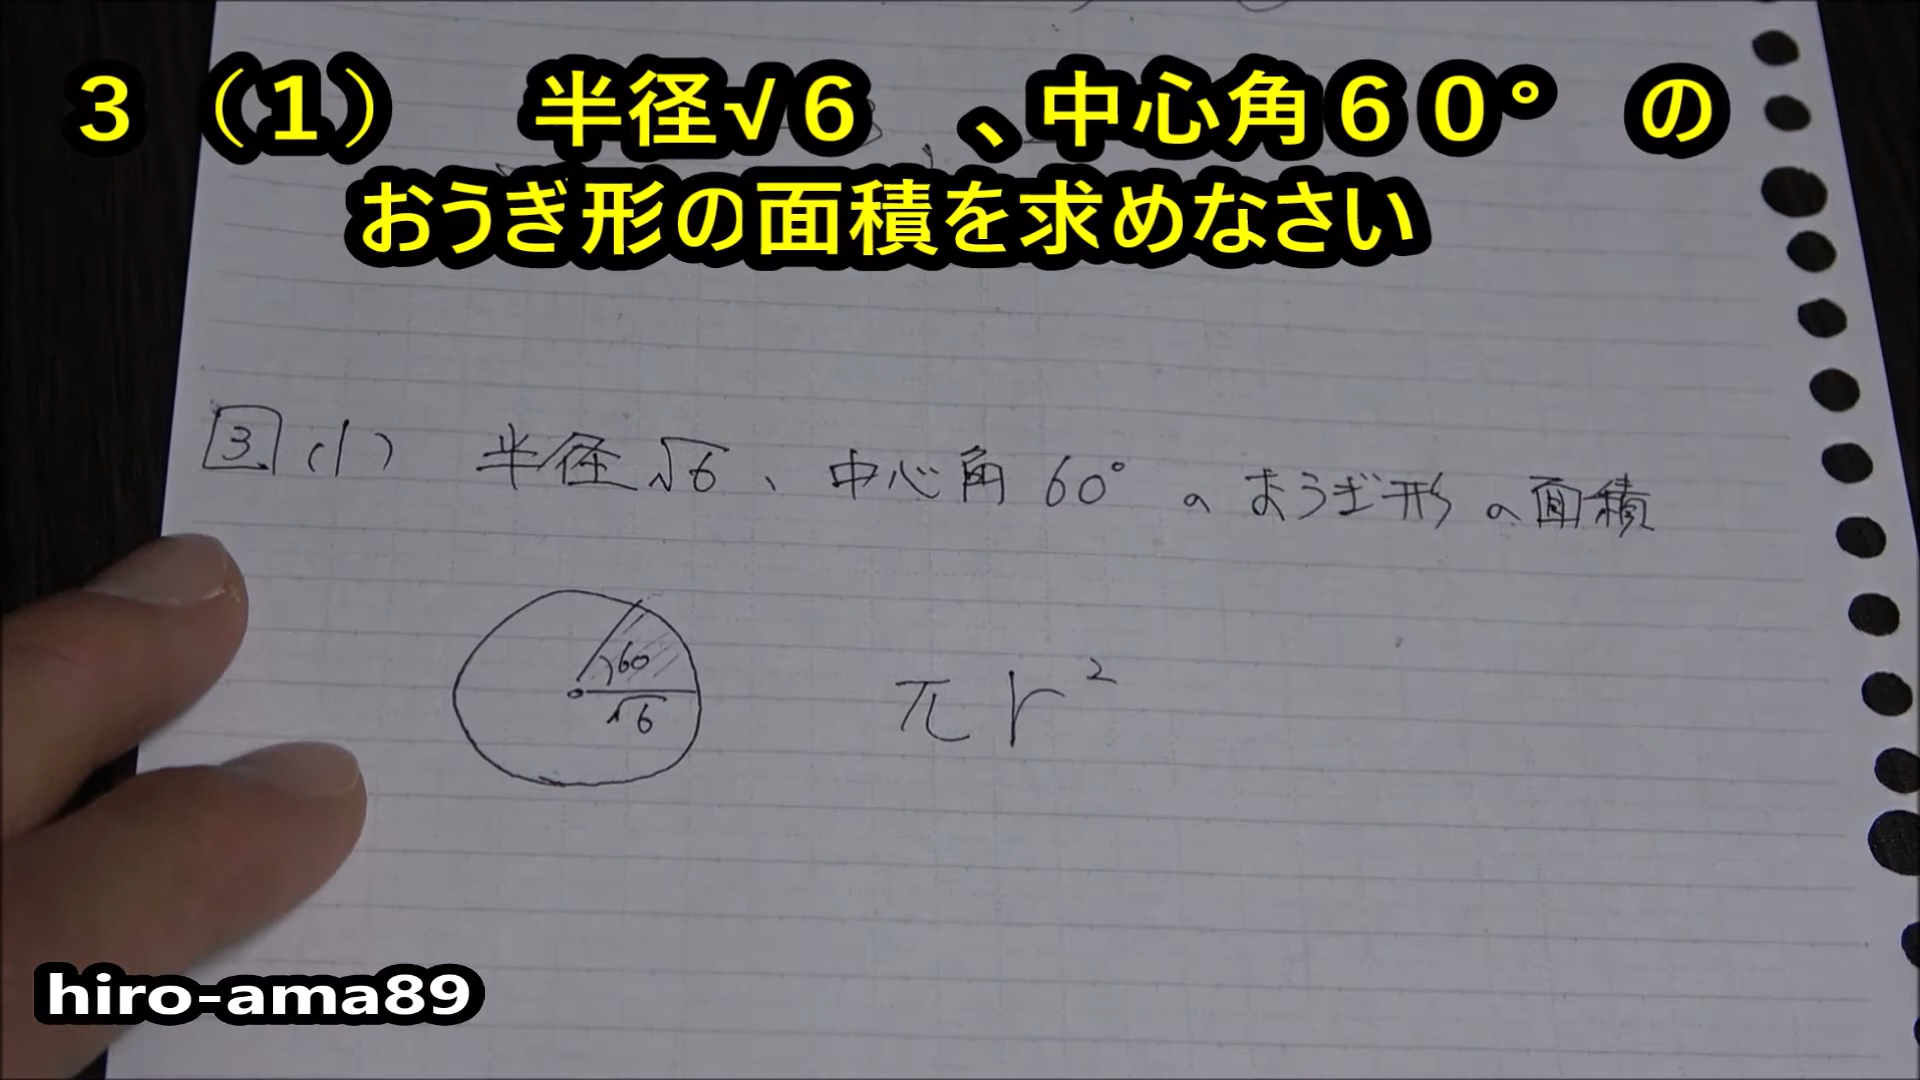 ３（１）　半径√６　、中心角６０°　の
おうぎ形の面積を求めなさい
3 (1) 半径√6、中心角60°のおうぎ形の面積
60
√6
πr²
hiro-ama89